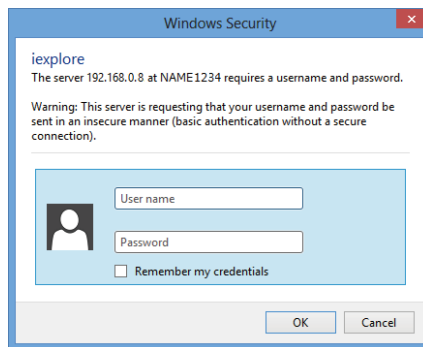 Windows Security
iexplore
The server 192.168.0.8 at NAME1234 requires a username and password.
Warning: This server is requesting that your username and password be
sent in an insecure manner (basic authentication without a secure
connection).
User name
Password
Remember my credentials
OK Cancel